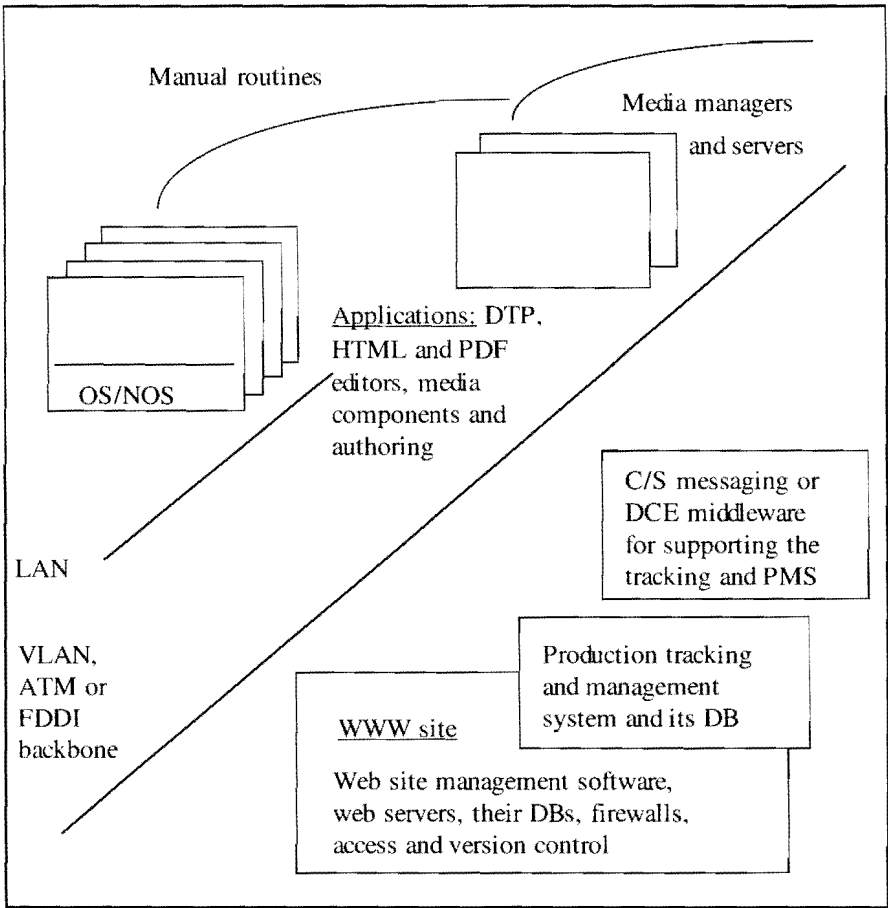 Manual routines
Media managers
and servers
OS/NOS
Applications: DTP,
HTML and PDF
editors, media
components and
authoring
LAN
VLAN,
ATM or
FDDI
backbone
C/S messaging or
DCE middleware
for supporting the
tracking and PMS
Production tracking
and management
system and its DB
WWW site
Web site management software,
web servers, their DBs, firewalls,
access and version control